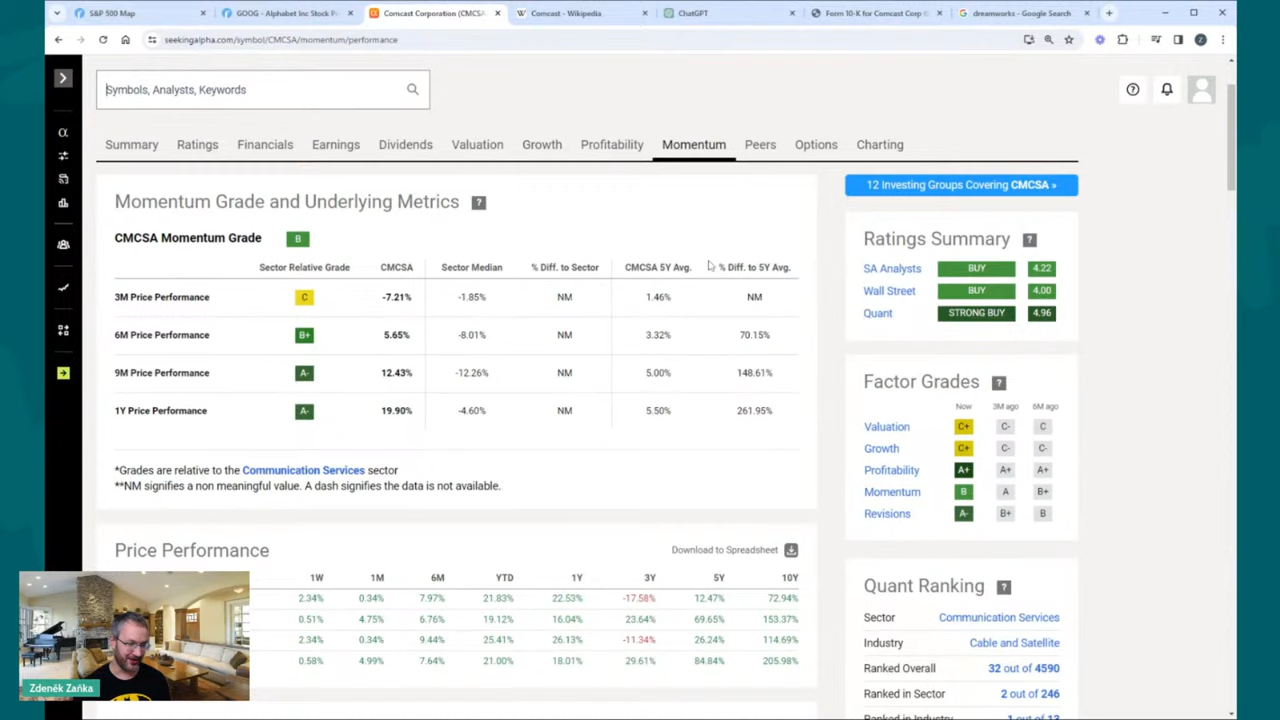 S&P 500 Map
GOOG - Alphabet Inc Stock P
Comcast Corporation (CMCSA
Comcast - Wikipedia
ChatGPT
Form 10-K for Comcast Corp
dreamworks - Google Search
seekingalpha.com/symbol/CMCSA/momentum/performance
Symbols, Analysts, Keywords
Summary Ratings Financials Earnings Dividends Valuation Growth Profitability Momentum Peers Options Charting
Momentum Grade and Underlying Metrics ?
CMCSA Momentum Grade B
Sector Relative Grade CMCSA Sector Median % Diff. to Sector CMCSA 5Y Avg. % Diff. to 5Y Avg.
3M Price Performance C -7.21% -1.85% NM 1.46% NM
6M Price Performance B+ 5.65% -8.01% NM 3.32% 70.15%
9M Price Performance A- 12.43% -12.26% NM 5.00% 148.61%
1Y Price Performance A- 19.90% -4.60% NM 5.50% 261.95%
*Grades are relative to the Communication Services sector
**NM signifies a non meaningful value. A dash signifies the data is not available.
Price Performance Download to Spreadsheet
1W 1M 6M YTD 1Y 3Y 5Y 10Y
2.34% 0.34% 7.97% 21.83% 22.53% -17.58% 12.47% 72.94%
0.51% 4.75% 6.76% 19.12% 16.04% 23.64% 69.65% 153.37%
2.34% 0.34% 9.44% 25.41% 26.13% -11.34% 26.24% 114.69%
0.58% 4.99% 7.64% 21.00% 18.01% 29.61% 84.84% 205.98%
12 Investing Groups Covering CMCSA »
Ratings Summary ?
SA Analysts BUY 4.22
Wall Street BUY 4.00
Quant STRONG BUY 4.96
Factor Grades ?
Now 3M ago 6M ago
Valuation C+ C- C
Growth C+ C- C-
Profitability A+ A+ A+
Momentum B A B+
Revisions A- B+ B
Quant Ranking ?
Sector Communication Services
Industry Cable and Satellite
Ranked Overall 32 out of 4590
Ranked in Sector 2 out of 246
Ranked in Industry 1 out of 13
Zdeněk Zaňka